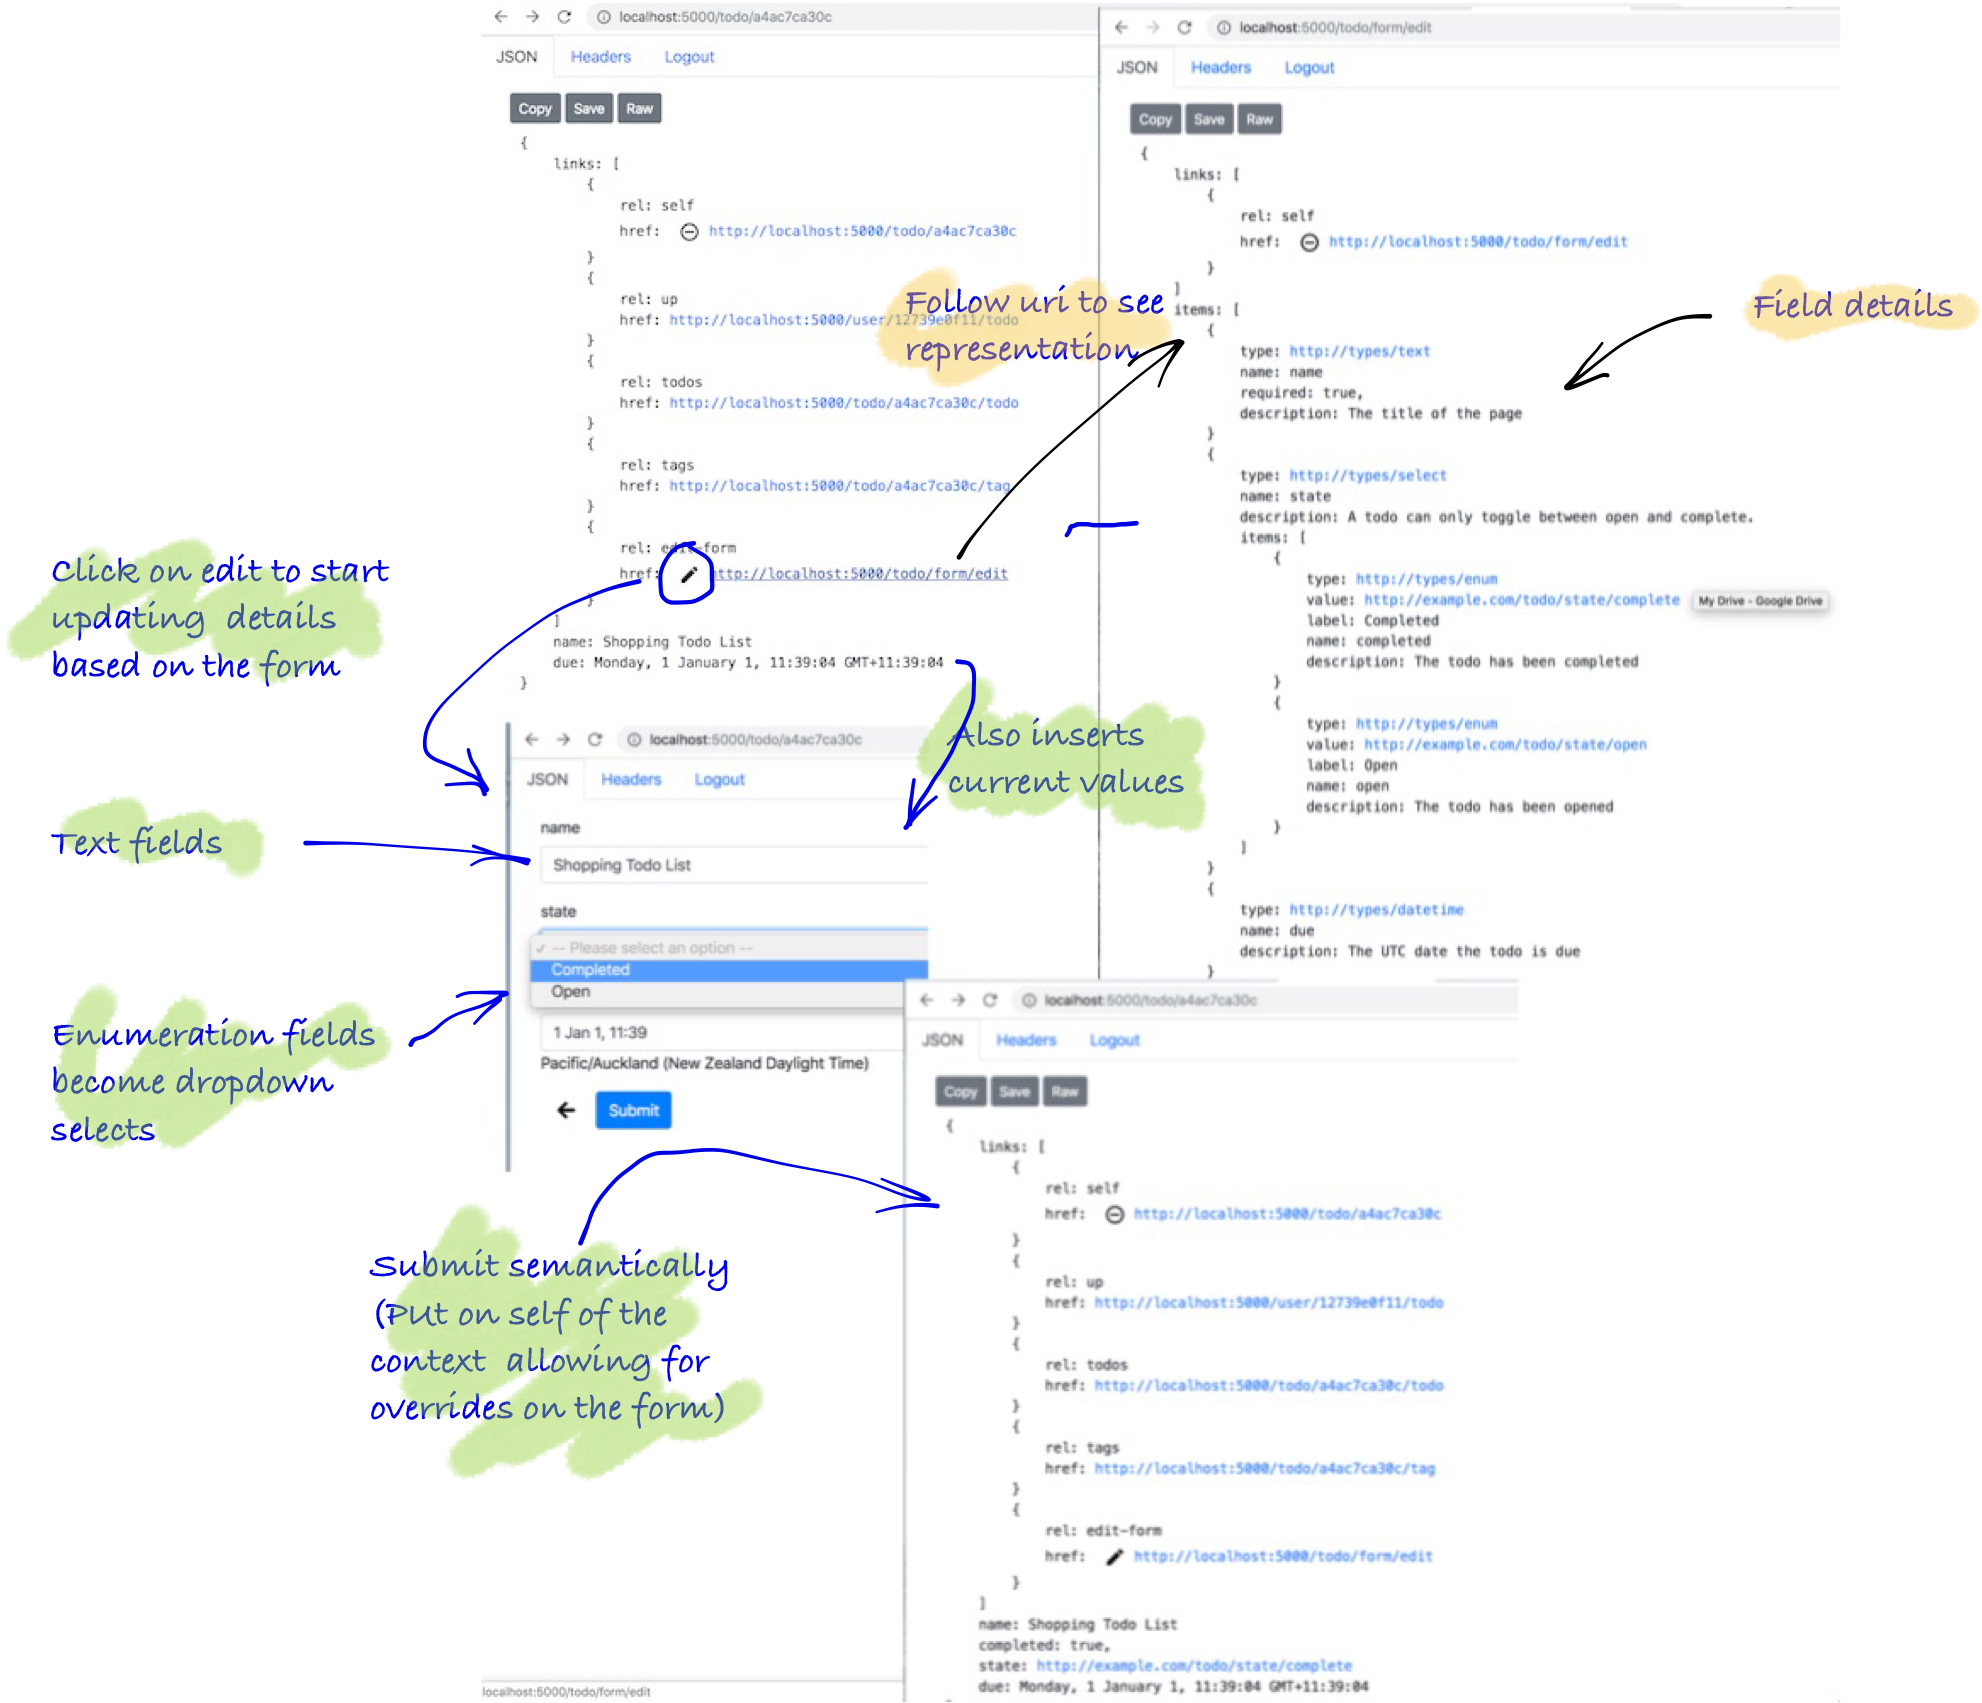 localhost:5000/todo/a4ac7ca30c
JSON Headers Logout
Copy Save Raw
{
links: [
{
rel: self
href: http://localhost:5000/todo/a4ac7ca30c
}
{
rel: up
href: http://localhost:5000/user/12739e0f11/todo
}
{
rel: todos
href: http://localhost:5000/todo/a4ac7ca30c/todo
}
{
rel: tags
href: http://localhost:5000/todo/a4ac7ca30c/tag
}
{
rel: edit-form
href: http://localhost:5000/todo/form/edit
}
]
name: Shopping Todo List
due: Monday, 1 January 1, 11:39:04 GMT+11:39:04
}
localhost:5000/todo/form/edit
JSON Headers Logout
Copy Save Raw
{
links: [
{
rel: self
href: http://localhost:5000/todo/form/edit
}
]
items: [
{
type: http://types/text
name: name
required: true,
description: The title of the page
}
{
type: http://types/select
name: state
description: A todo can only toggle between open and complete.
items: [
{
type: http://types/enum
value: http://example.com/todo/state/complete
My Drive - Google Drive
label: Completed
name: completed
description: The todo has been completed
}
{
type: http://types/enum
value: http://example.com/todo/state/open
label: Open
name: open
description: The todo has been opened
}
]
}
{
type: http://types/datetime
name: due
description: The UTC date the todo is due
}
Follow uri to see
representation
Field details
Click on edit to start
updating details
based on the form
Also inserts
current values
Text fields
Enumeration fields
become dropdown
selects
localhost:5000/todo/a4ac7ca30c
JSON Headers Logout
name
Shopping Todo List
state
✓ -- Please select an option --
Completed
Open
1 Jan 1, 11:39
Pacific/Auckland (New Zealand Daylight Time)
Submit
Submit semantically
(PUt on self of the
context allowing for
overrides on the form)
localhost:5000/todo/a4ac7ca30c
JSON Headers Logout
Copy Save Raw
{
links: [
{
rel: self
href: http://localhost:5000/todo/a4ac7ca30c
}
{
rel: up
href: http://localhost:5000/user/12739e0f11/todo
}
{
rel: todos
href: http://localhost:5000/todo/a4ac7ca30c/todo
}
{
rel: tags
href: http://localhost:5000/todo/a4ac7ca30c/tag
}
{
rel: edit-form
href: http://localhost:5000/todo/form/edit
}
]
name: Shopping Todo List
completed: true,
state: http://example.com/todo/state/complete
due: Monday, 1 January 1, 11:39:04 GMT+11:39:04
localhost:5000/todo/form/edit